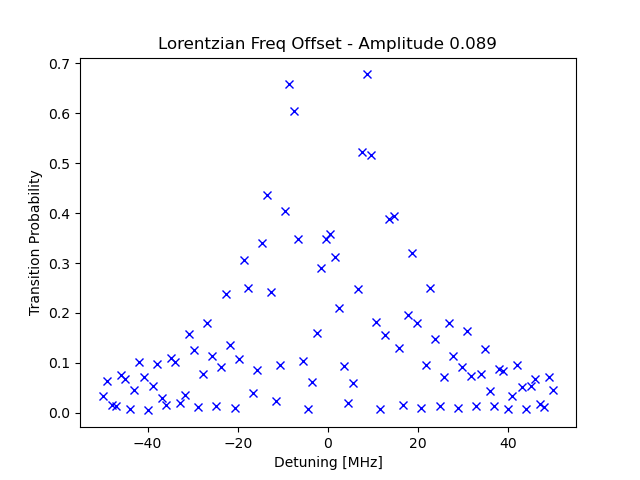 Lorentzian Freq Offset - Amplitude 0.089
0.7
0.6
0.5
0.4
0.3
0.2
0.1
0.0
Transition Probability
−40 −20 0 20 40
Detuning [MHz]